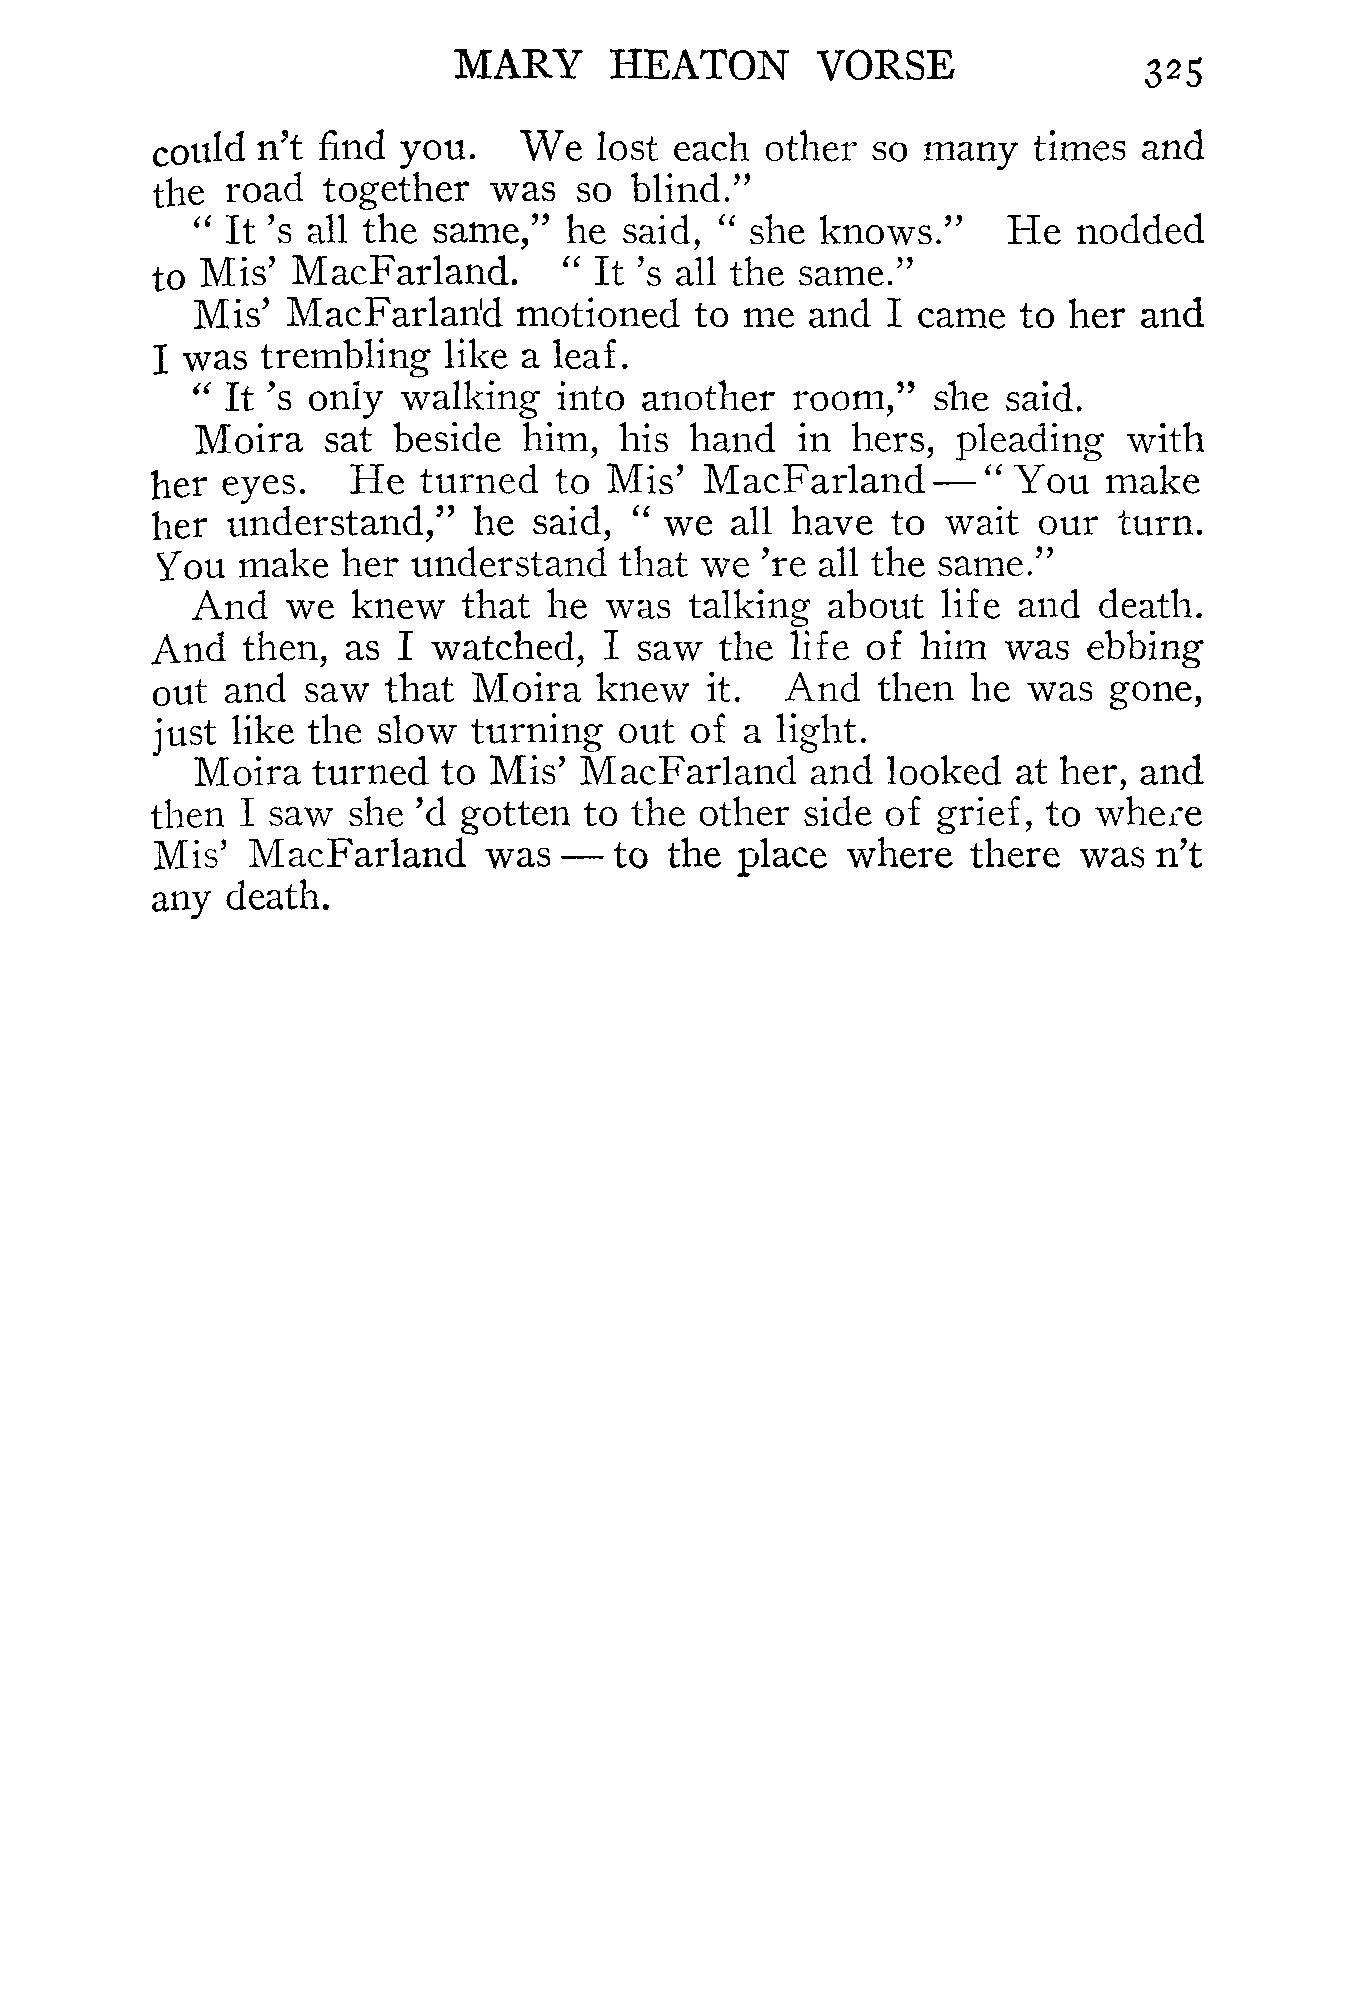 MARY HEATON VORSE 325
could n't find you. We lost each other so many times and
the road together was so blind.”
“ It 's all the same,” he said, “ she knows.” He nodded
to Mis' MacFarland. “ It 's all the same.”
Mis' MacFarland motioned to me and I came to her and
I was trembling like a leaf.
“ It 's only walking into another room,” she said.
Moira sat beside him, his hand in hers, pleading with
her eyes. He turned to Mis' MacFarland — “ You make
her understand,” he said, “ we all have to wait our turn.
You make her understand that we 're all the same.”
And we knew that he was talking about life and death.
And then, as I watched, I saw the life of him was ebbing
out and saw that Moira knew it. And then he was gone,
just like the slow turning out of a light.
Moira turned to Mis' MacFarland and looked at her, and
then I saw she 'd gotten to the other side of grief, to where
Mis' MacFarland was — to the place where there was n't
any death.